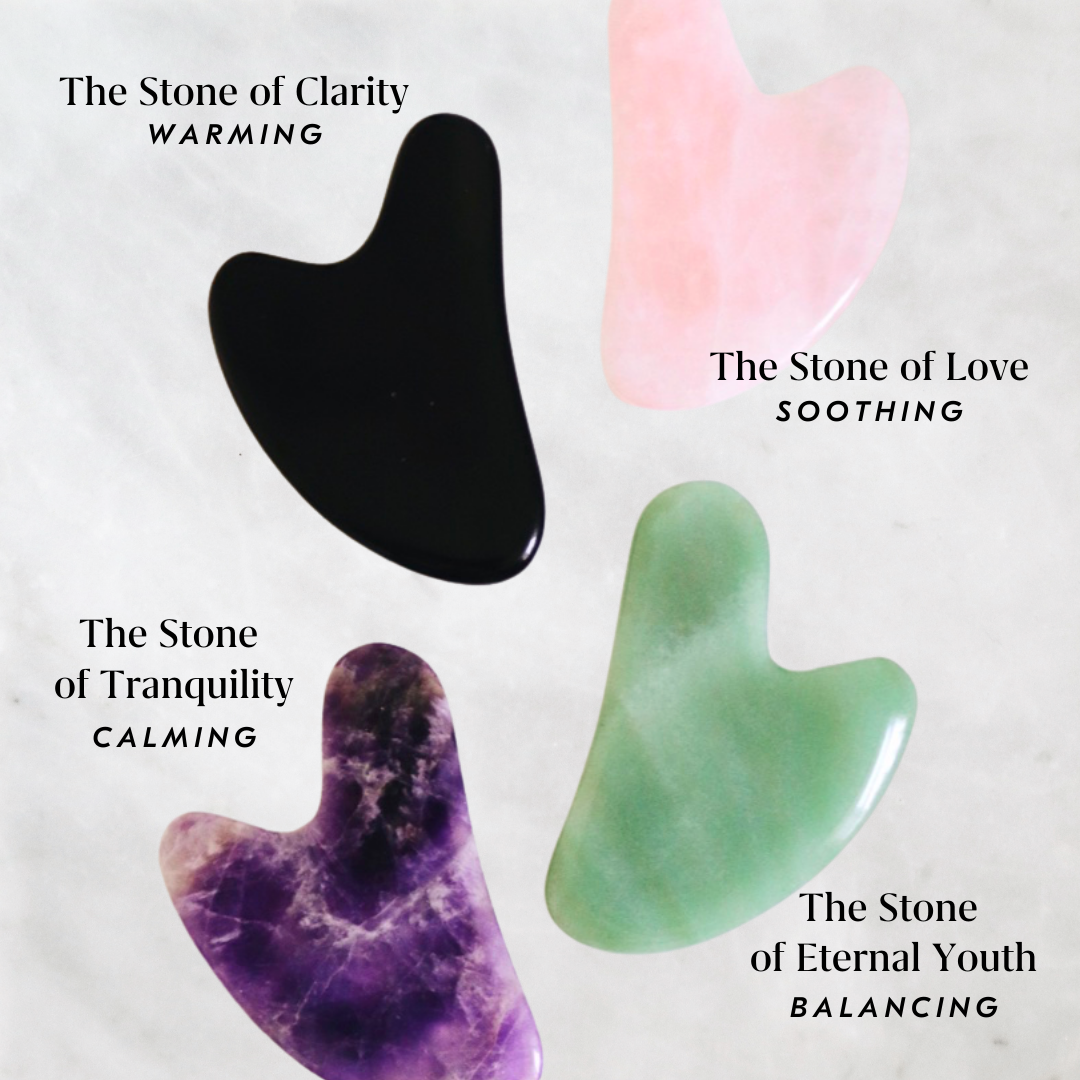 The Stone of Clarity
WARMING
The Stone of Love
SOOTHING
The Stone
of Tranquility
CALMING
The Stone
of Eternal Youth
BALANCING